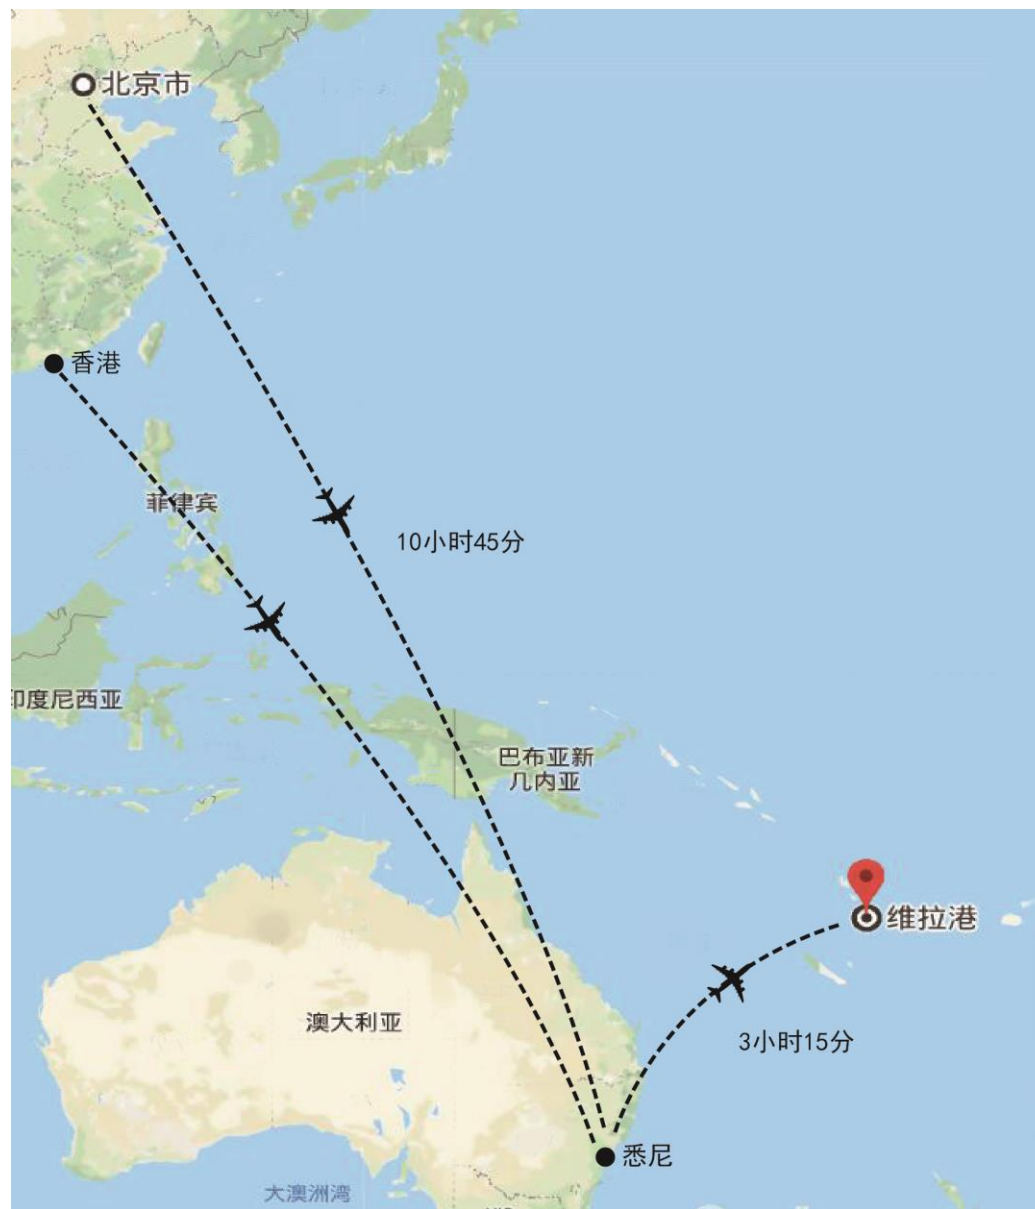 北京市
香港
菲律宾
10小时45分
印度尼西亚
巴布亚新
几内亚
维拉港
澳大利亚
3小时15分
悉尼
大澳洲湾